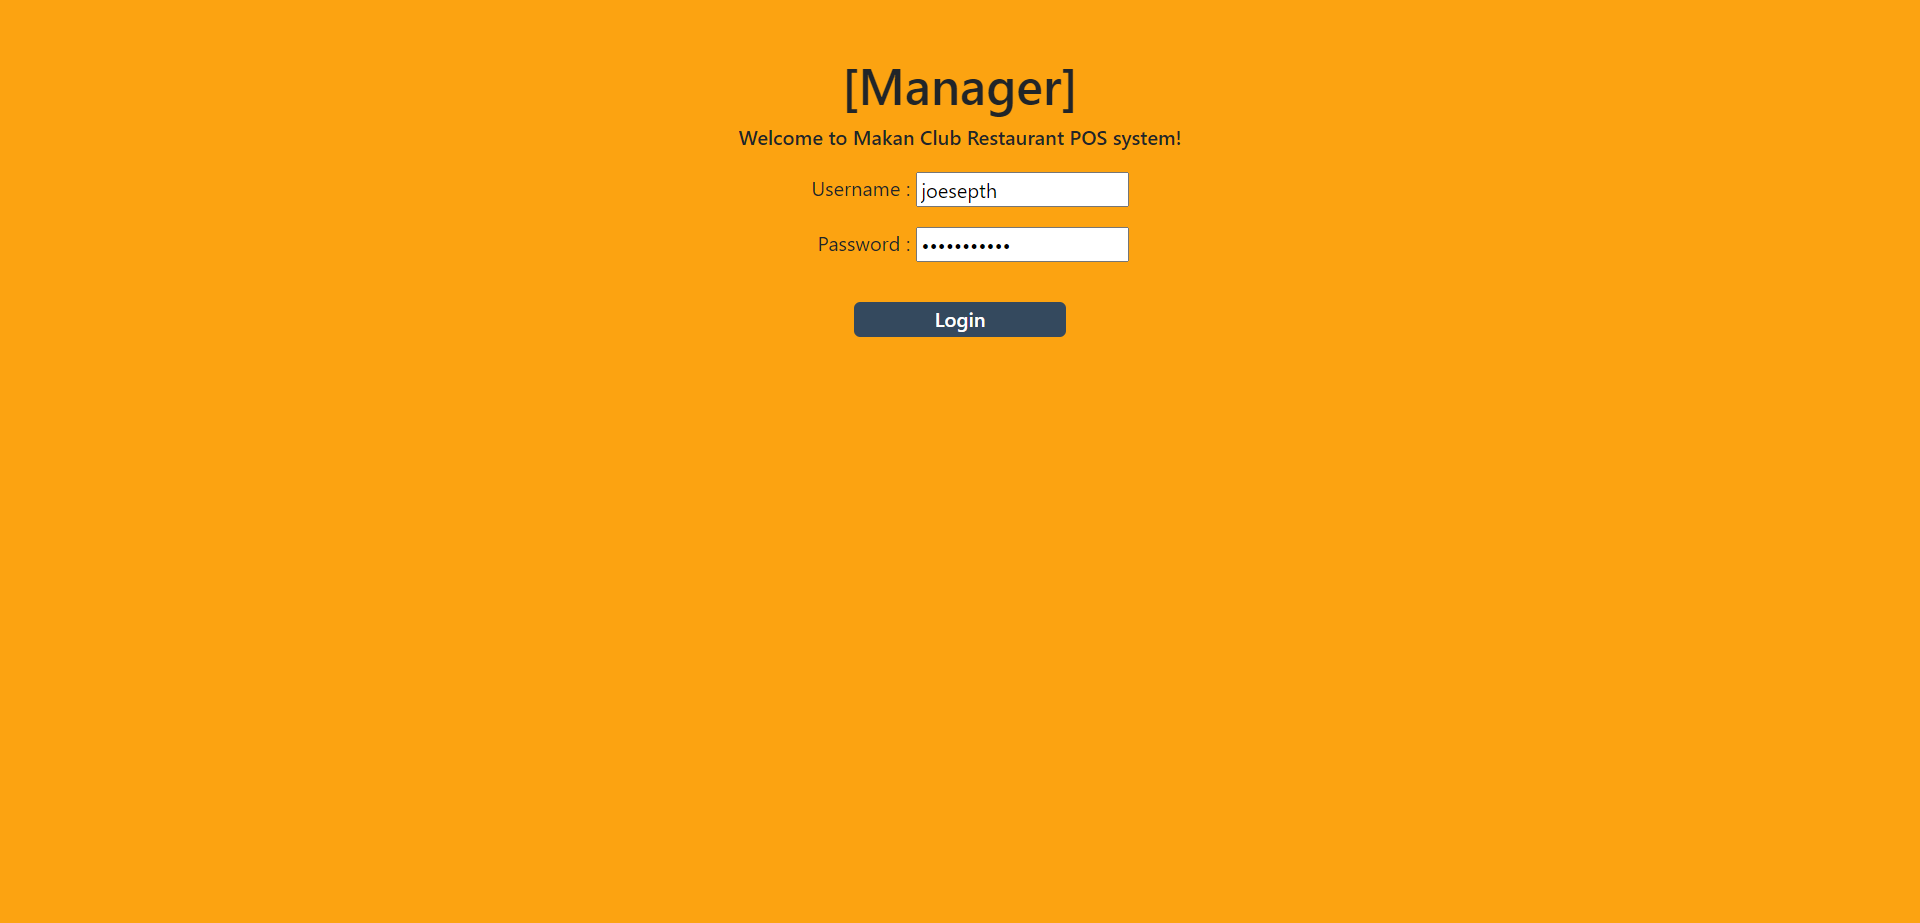 [Manager]
Welcome to Makan Club Restaurant POS system!
Username : joesepth
Password : •••••••••••
Login